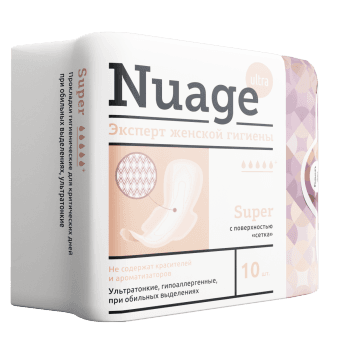 Super
Прокладки гигиенические для критических дней
при обильных выделениях, ультратонкие
Nuage
ultra
Эксперт женской гигиены
Super
с поверхностью
«сетка»
Не содержат красителей
и ароматизаторов
Ультратонкие, гипоаллергенные,
при обильных выделениях
10 шт.